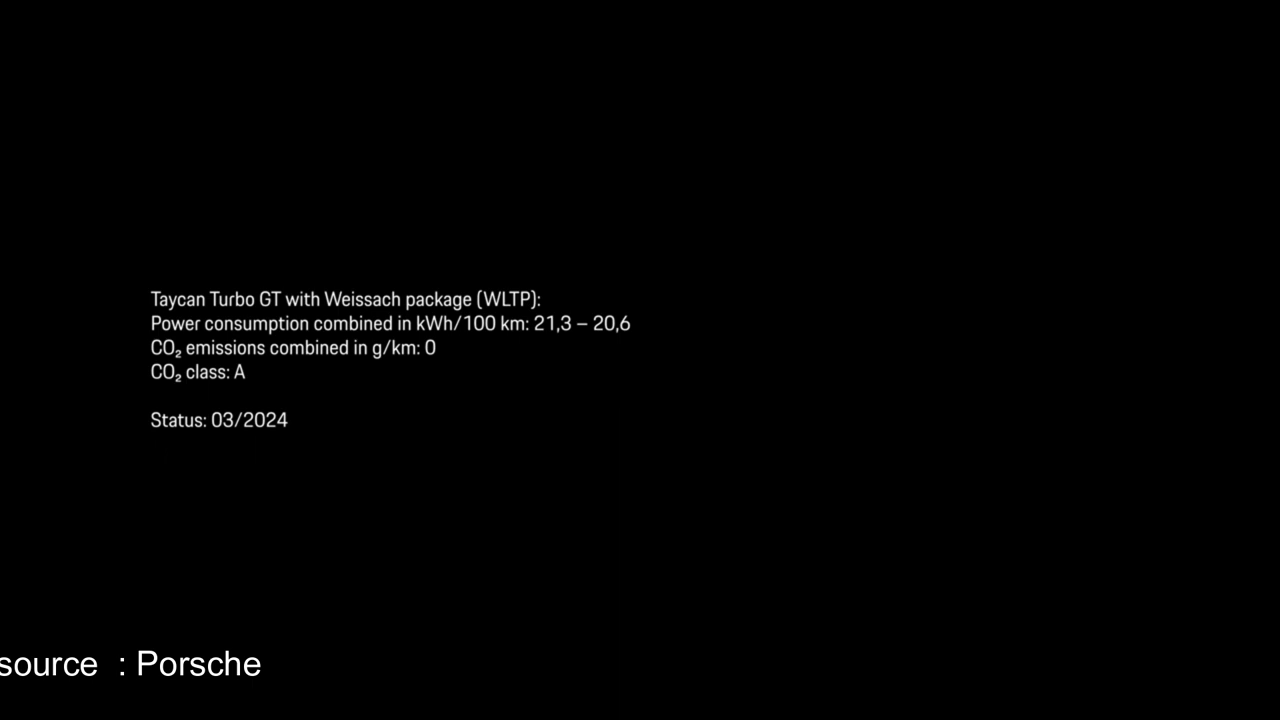 Taycan Turbo GT with Weissach package (WLTP):
Power consumption combined in kWh/100 km: 21,3 – 20,6
CO₂ emissions combined in g/km: 0
CO₂ class: A
Status: 03/2024
source : Porsche